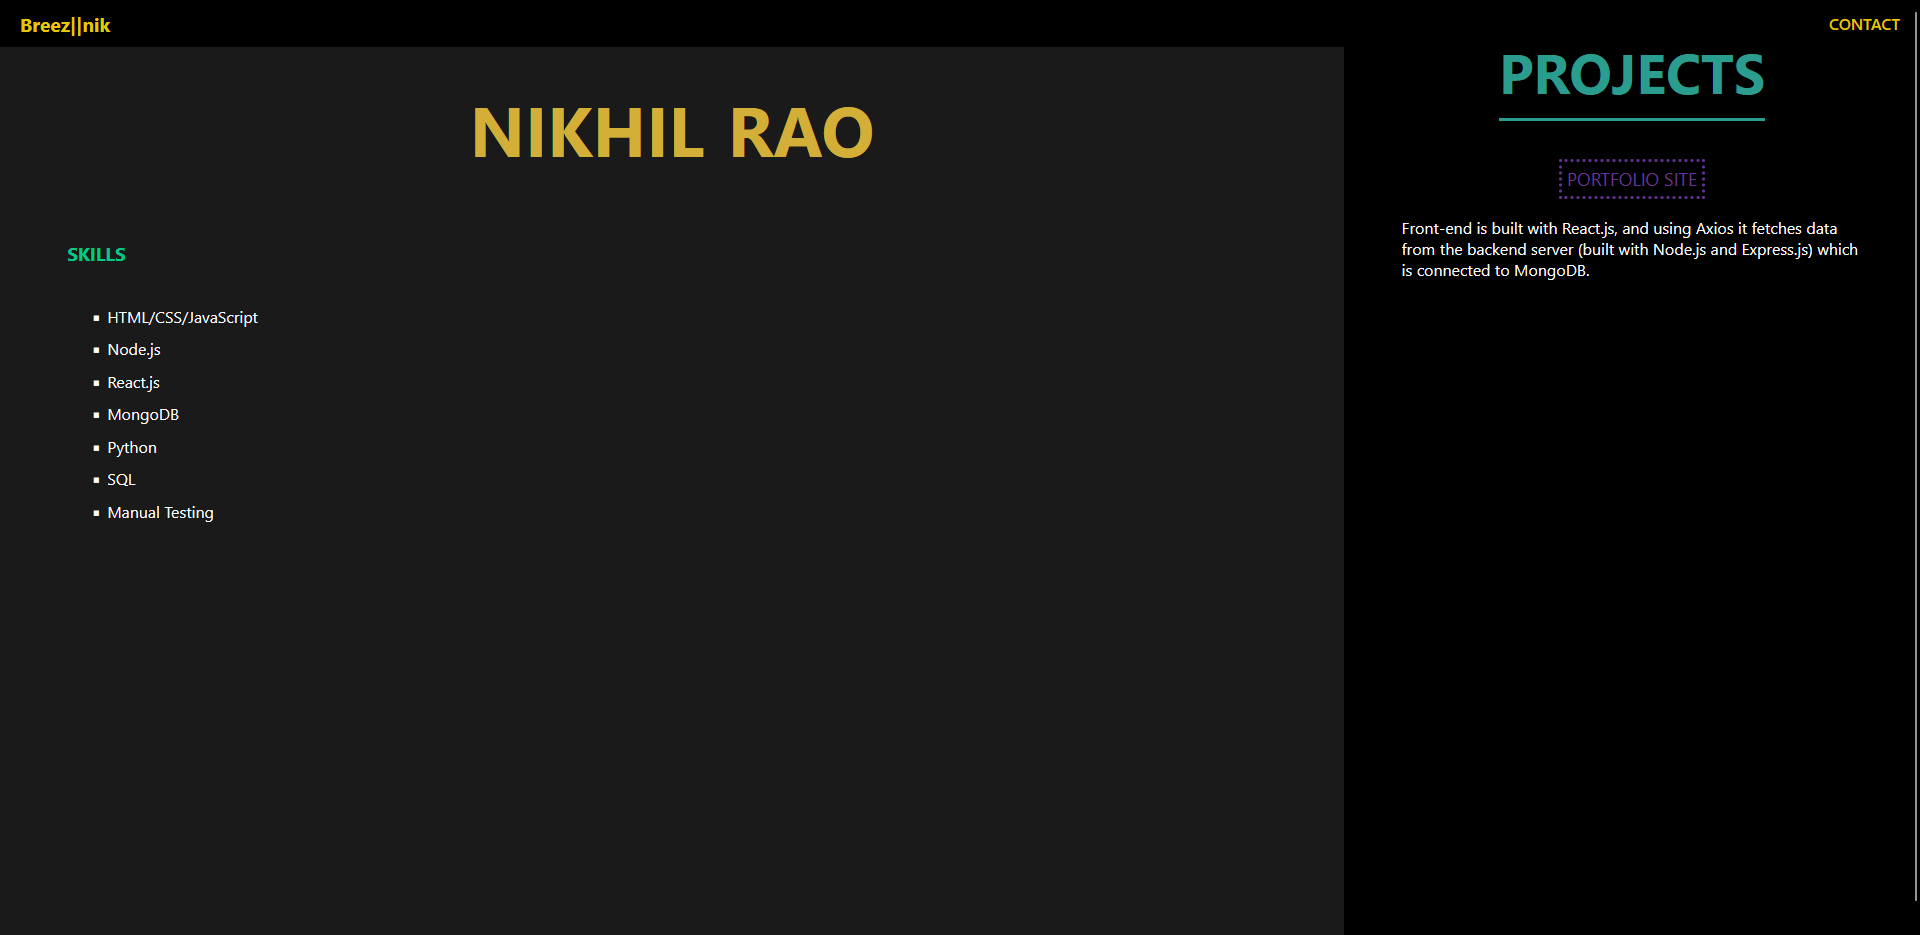 Breez||nik
CONTACT
NIKHIL RAO
SKILLS
HTML/CSS/JavaScript
Node.js
React.js
MongoDB
Python
SQL
Manual Testing
PROJECTS
PORTFOLIO SITE
Front-end is built with React.js, and using Axios it fetches data
from the backend server (built with Node.js and Express.js) which
is connected to MongoDB.